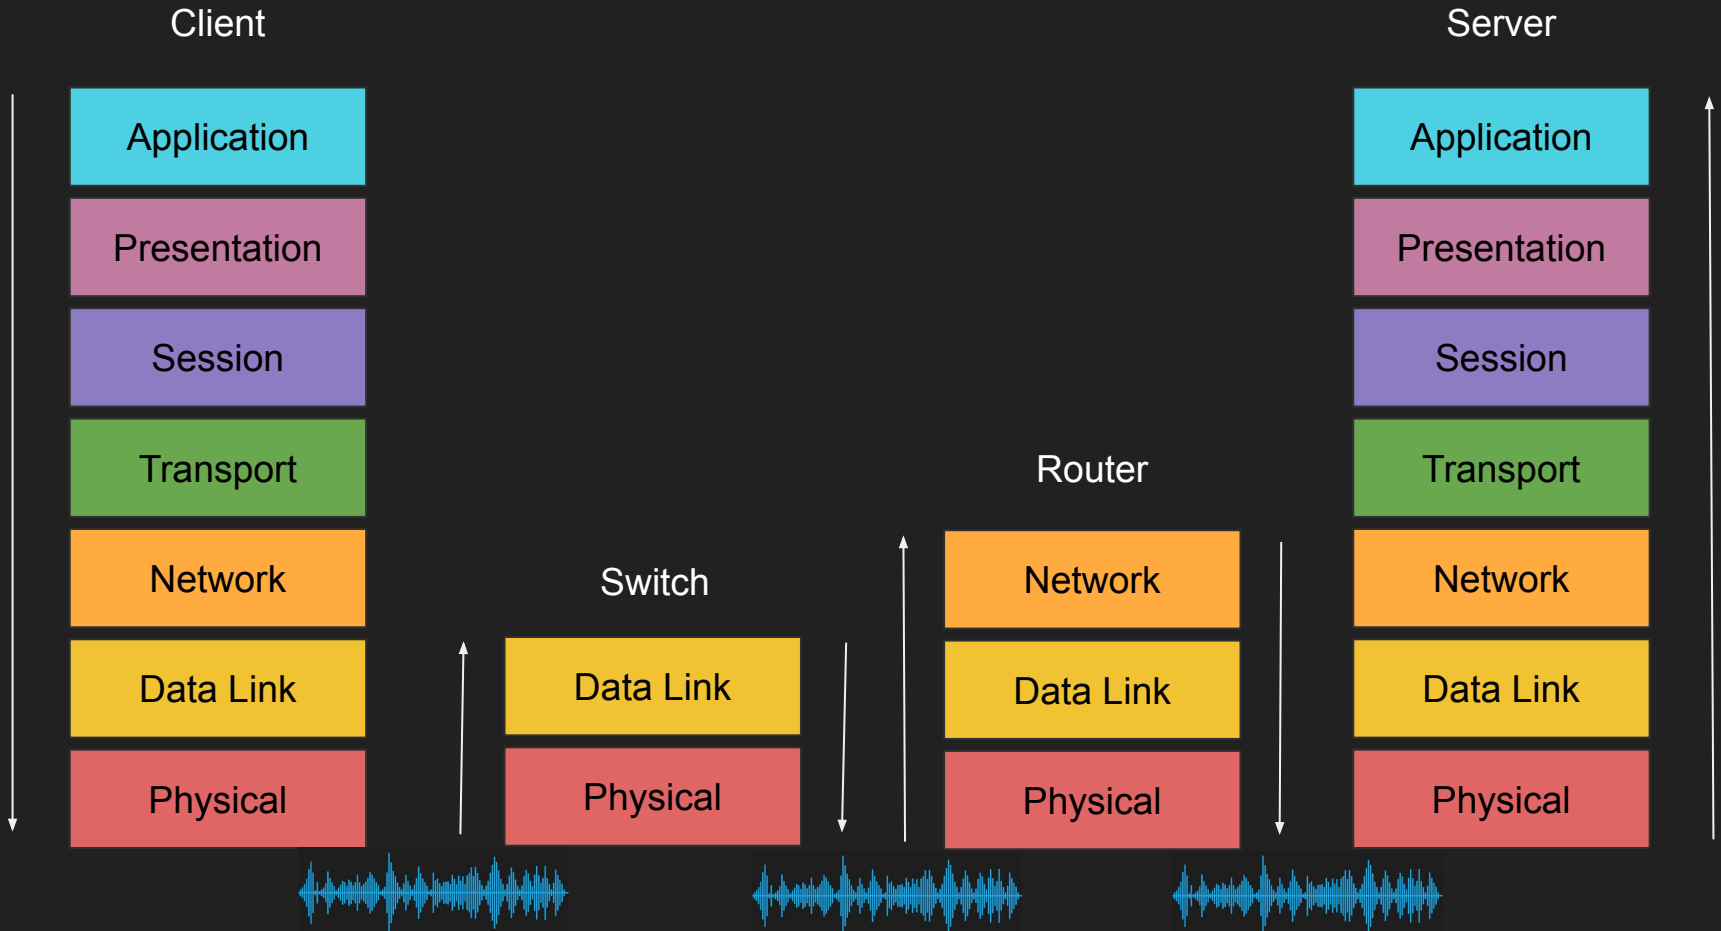 Client
Application
Presentation
Session
Transport
Network
Data Link
Physical
Switch
Data Link
Physical
Router
Network
Data Link
Physical
Server
Application
Presentation
Session
Transport
Network
Data Link
Physical